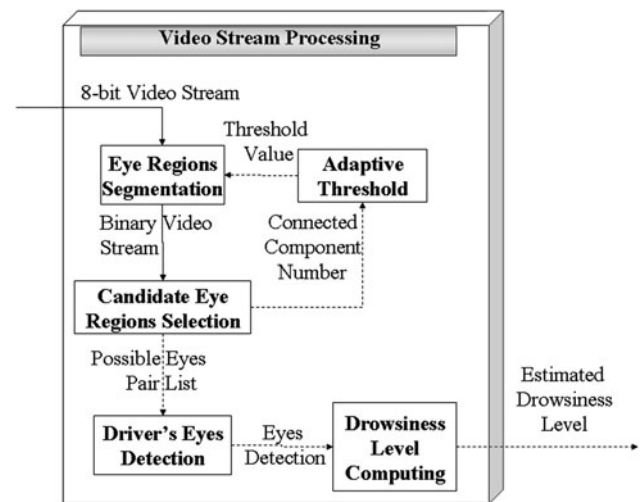 Video Stream Processing
8-bit Video Stream
Threshold
Value
Eye Regions
Segmentation
Adaptive
Threshold
Binary Video
Stream
Connected
Component
Number
Candidate Eye
Regions Selection
Possible Eyes
Pair List
Driver's Eyes
Detection
Eyes
Detection
Drowsiness
Level
Computing
Estimated
Drowsiness
Level